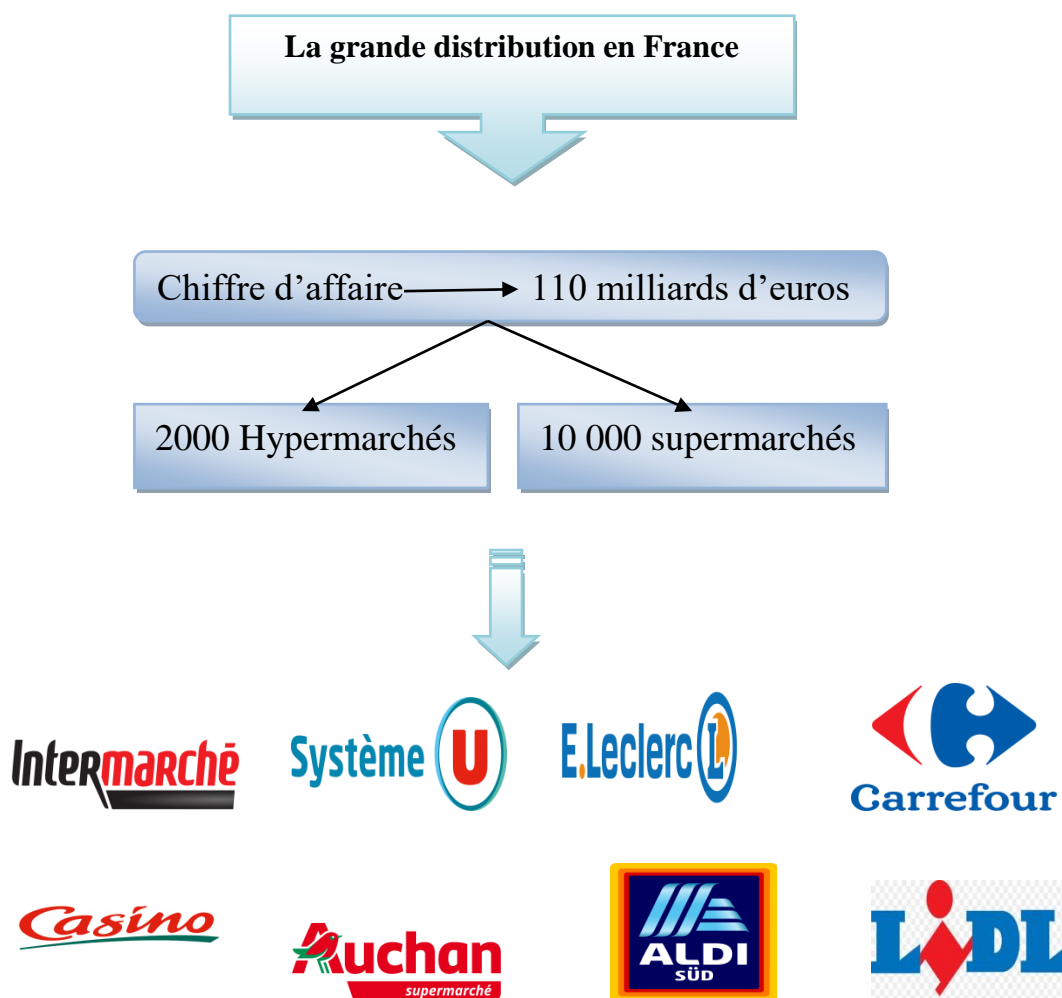 La grande distribution en France
Chiffre d’affaire 110 milliards d’euros
2000 Hypermarchés 10 000 supermarchés
Intermarché Système U E.Leclerc L Carrefour
Casino Auchan supermarché ALDI SÜD LiDL